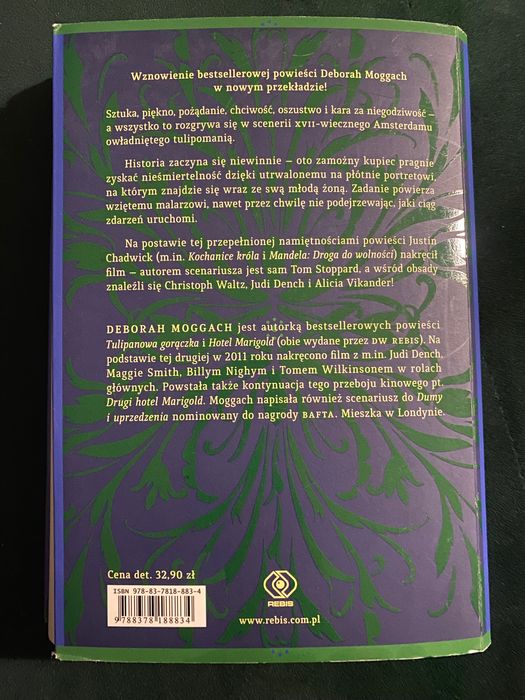 Wznowienie bestsellerowej powieści Deborah Moggach
w nowym przekładzie!
Sztuka, piękno, pożądanie, chciwość, oszustwo i kara za niegodziwość –
a wszystko to rozgrywa się w scenerii XVII-wiecznego Amsterdamu
owładniętego tulipomanią.
Historia zaczyna się niewinnie – oto zamożny kupiec pragnie
zyskać nieśmiertelność dzięki utrwalonemu na płótnie portretowi,
na którym znajdzie się wraz ze swą młodą żoną. Zadanie powierza
wziętemu malarzowi, nawet przez chwilę nie podejrzewając, jaki ciąg
zdarzeń uruchomi.
Na postawie tej przepełnionej namiętnościami powieści Justin
Chadwick (m.in. Kochanice króla i Mandela: Droga do wolności) nakręcił
film – autorem scenariusza jest sam Tom Stoppard, a wśród obsady
znaleźli się Christoph Waltz, Judi Dench i Alicia Vikander!
DEBORAH MOGGACH jest autorką bestsellerowych powieści
Tulipanowa gorączka i Hotel Marigold (obie wydane przez DW REBIS). Na
podstawie tej drugiej w 2011 roku nakręcono film z m.in. Judi Dench,
Maggie Smith, Billym Nighym i Tomem Wilkinsonem w rolach
głównych. Powstała także kontynuacja tego przeboju kinowego pt.
Drugi hotel Marigold. Moggach napisała również scenariusz do Dumy
i uprzedzenia nominowany do nagrody BAFTA. Mieszka w Londynie.
Cena det. 32,90 zł
ISBN 978-83-7818-883-4
9 788378 188834
REBIS
www.rebis.com.pl